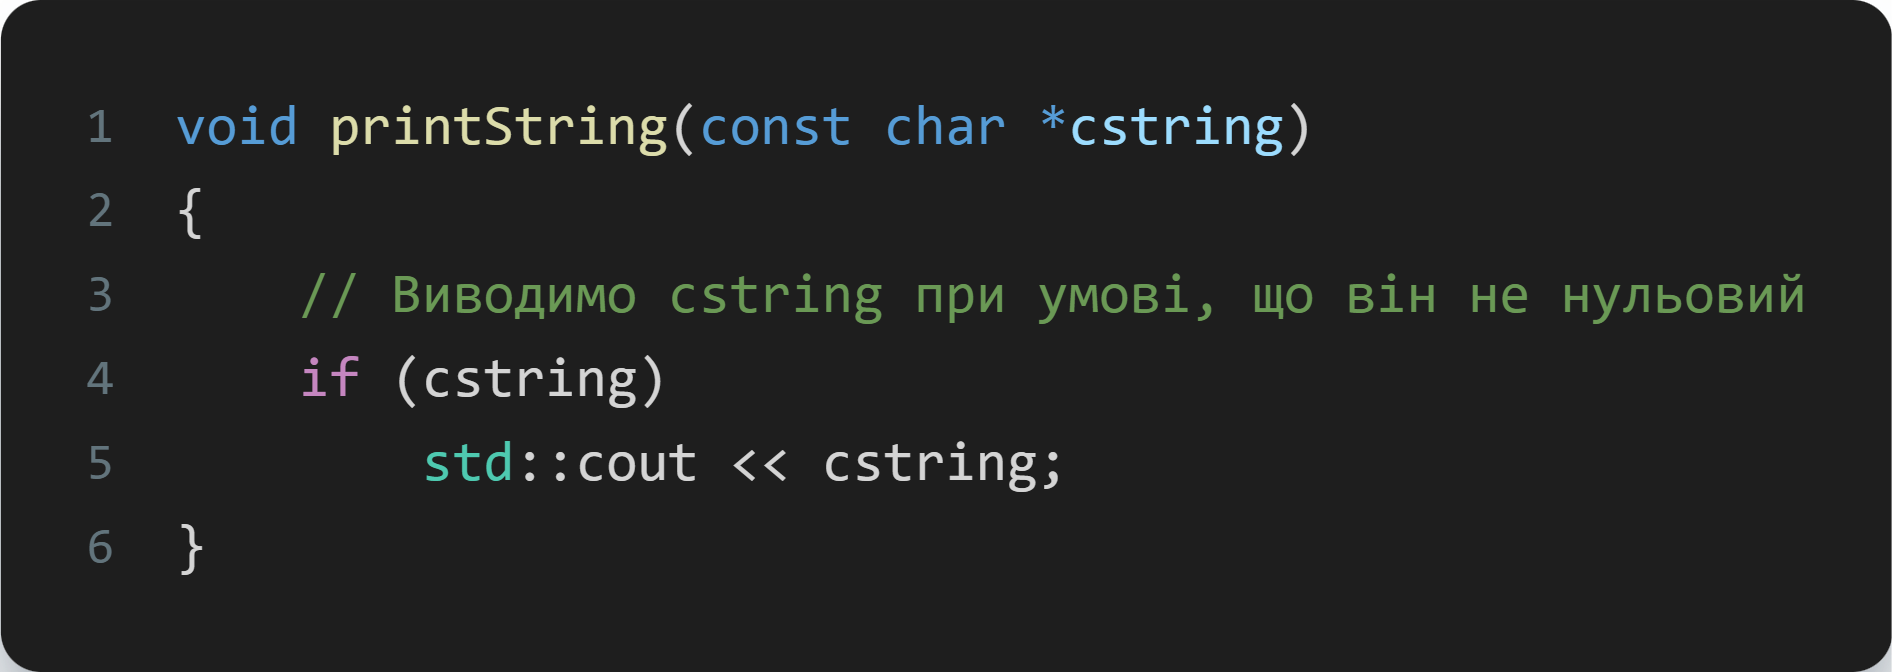 1 void printString(const char *cstring)
2 {
3     // Виводимо cstring при умові, що він не нульовий
4     if (cstring)
5         std::cout << cstring;
6 }